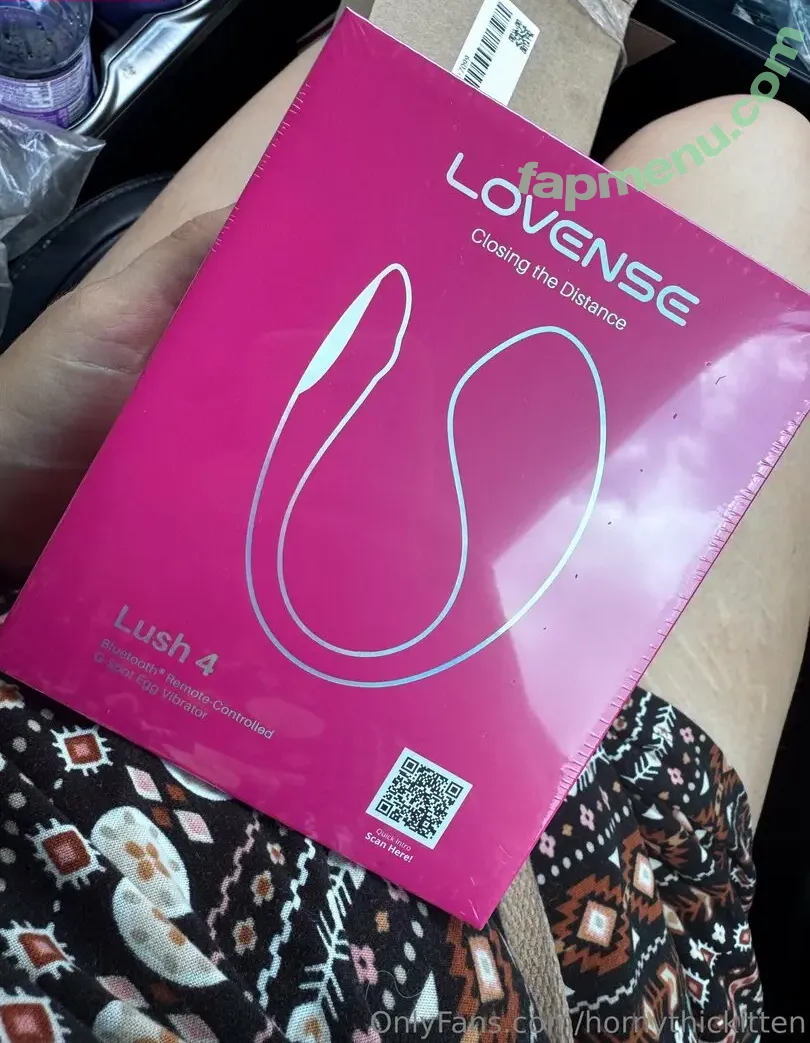 fapmenu.com
LOVENSE
Closing the Distance
Lush 4
Bluetooth® Remote-Controlled
G-Spot Egg Vibrator
Quick Intro
Scan Here!
OnlyFans.com/hornythickitten